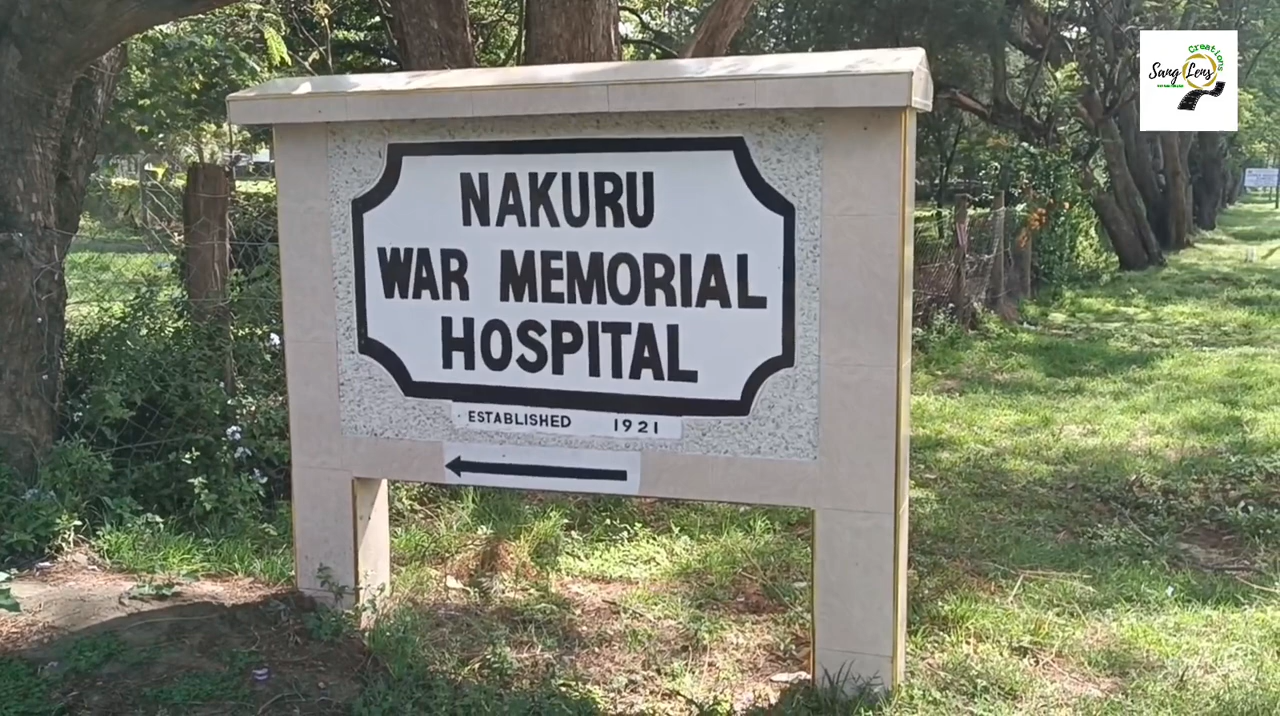 NAKURU
WAR MEMORIAL
HOSPITAL
ESTABLISHED 1921
Sang Lens
Creations